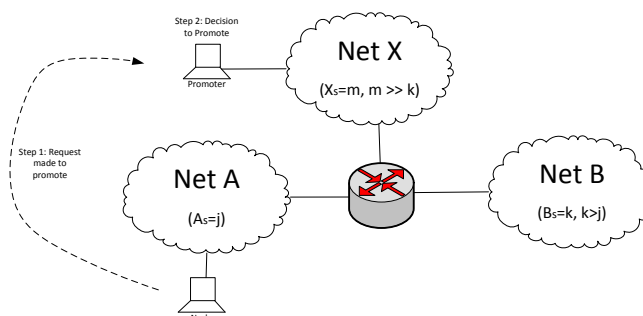 Step 2: Decision
to Promote
Promoter
Net X
(Xs=m, m >> k)
Step 1: Request
made to
promote
Net A
(As=j)
Net B
(Bs=k, k>j)